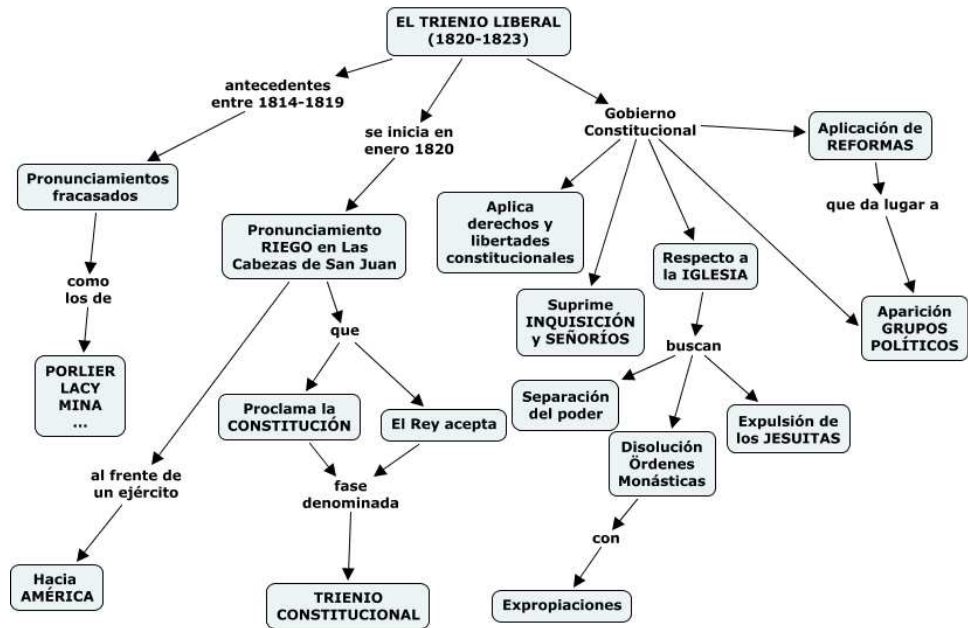 EL TRIENIO LIBERAL
(1820-1823)
antecedentes
entre 1814-1819
se inicia en
enero 1820
Gobierno
Constitucional
Aplicación de
REFORMAS
Pronunciamientos
fracasados
que da lugar a
Aplica
derechos y
libertades
constitucionales
Pronunciamiento
RIEGO en Las
Cabezas de San Juan
Respecto a
la IGLESIA
como
los de
Suprime
INQUISICIÓN
y SEÑORÍOS
Aparición
GRUPOS
POLÍTICOS
que
buscan
PORLIER
LACY
MINA
...
Proclama la
CONSTITUCIÓN
El Rey acepta
Separación
del poder
Disolución
Órdenes
Monásticas
Expulsión de
los JESUITAS
al frente de
un ejército
fase
denominada
con
Hacia
AMÉRICA
TRIENIO
CONSTITUCIONAL
Expropiaciones